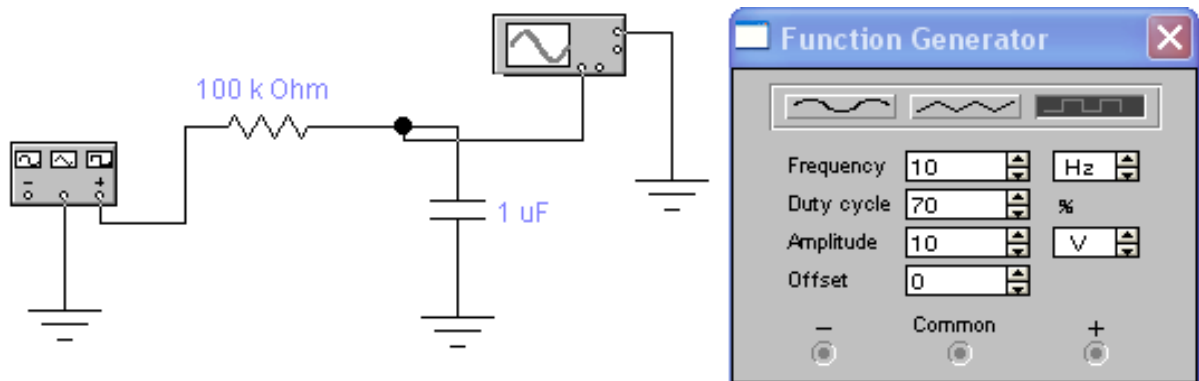 100 k Ohm
1 uF
− +
Function Generator
Frequency 10 Hz
Duty cycle 70 %
Amplitude 10 V
Offset 0
− Common +